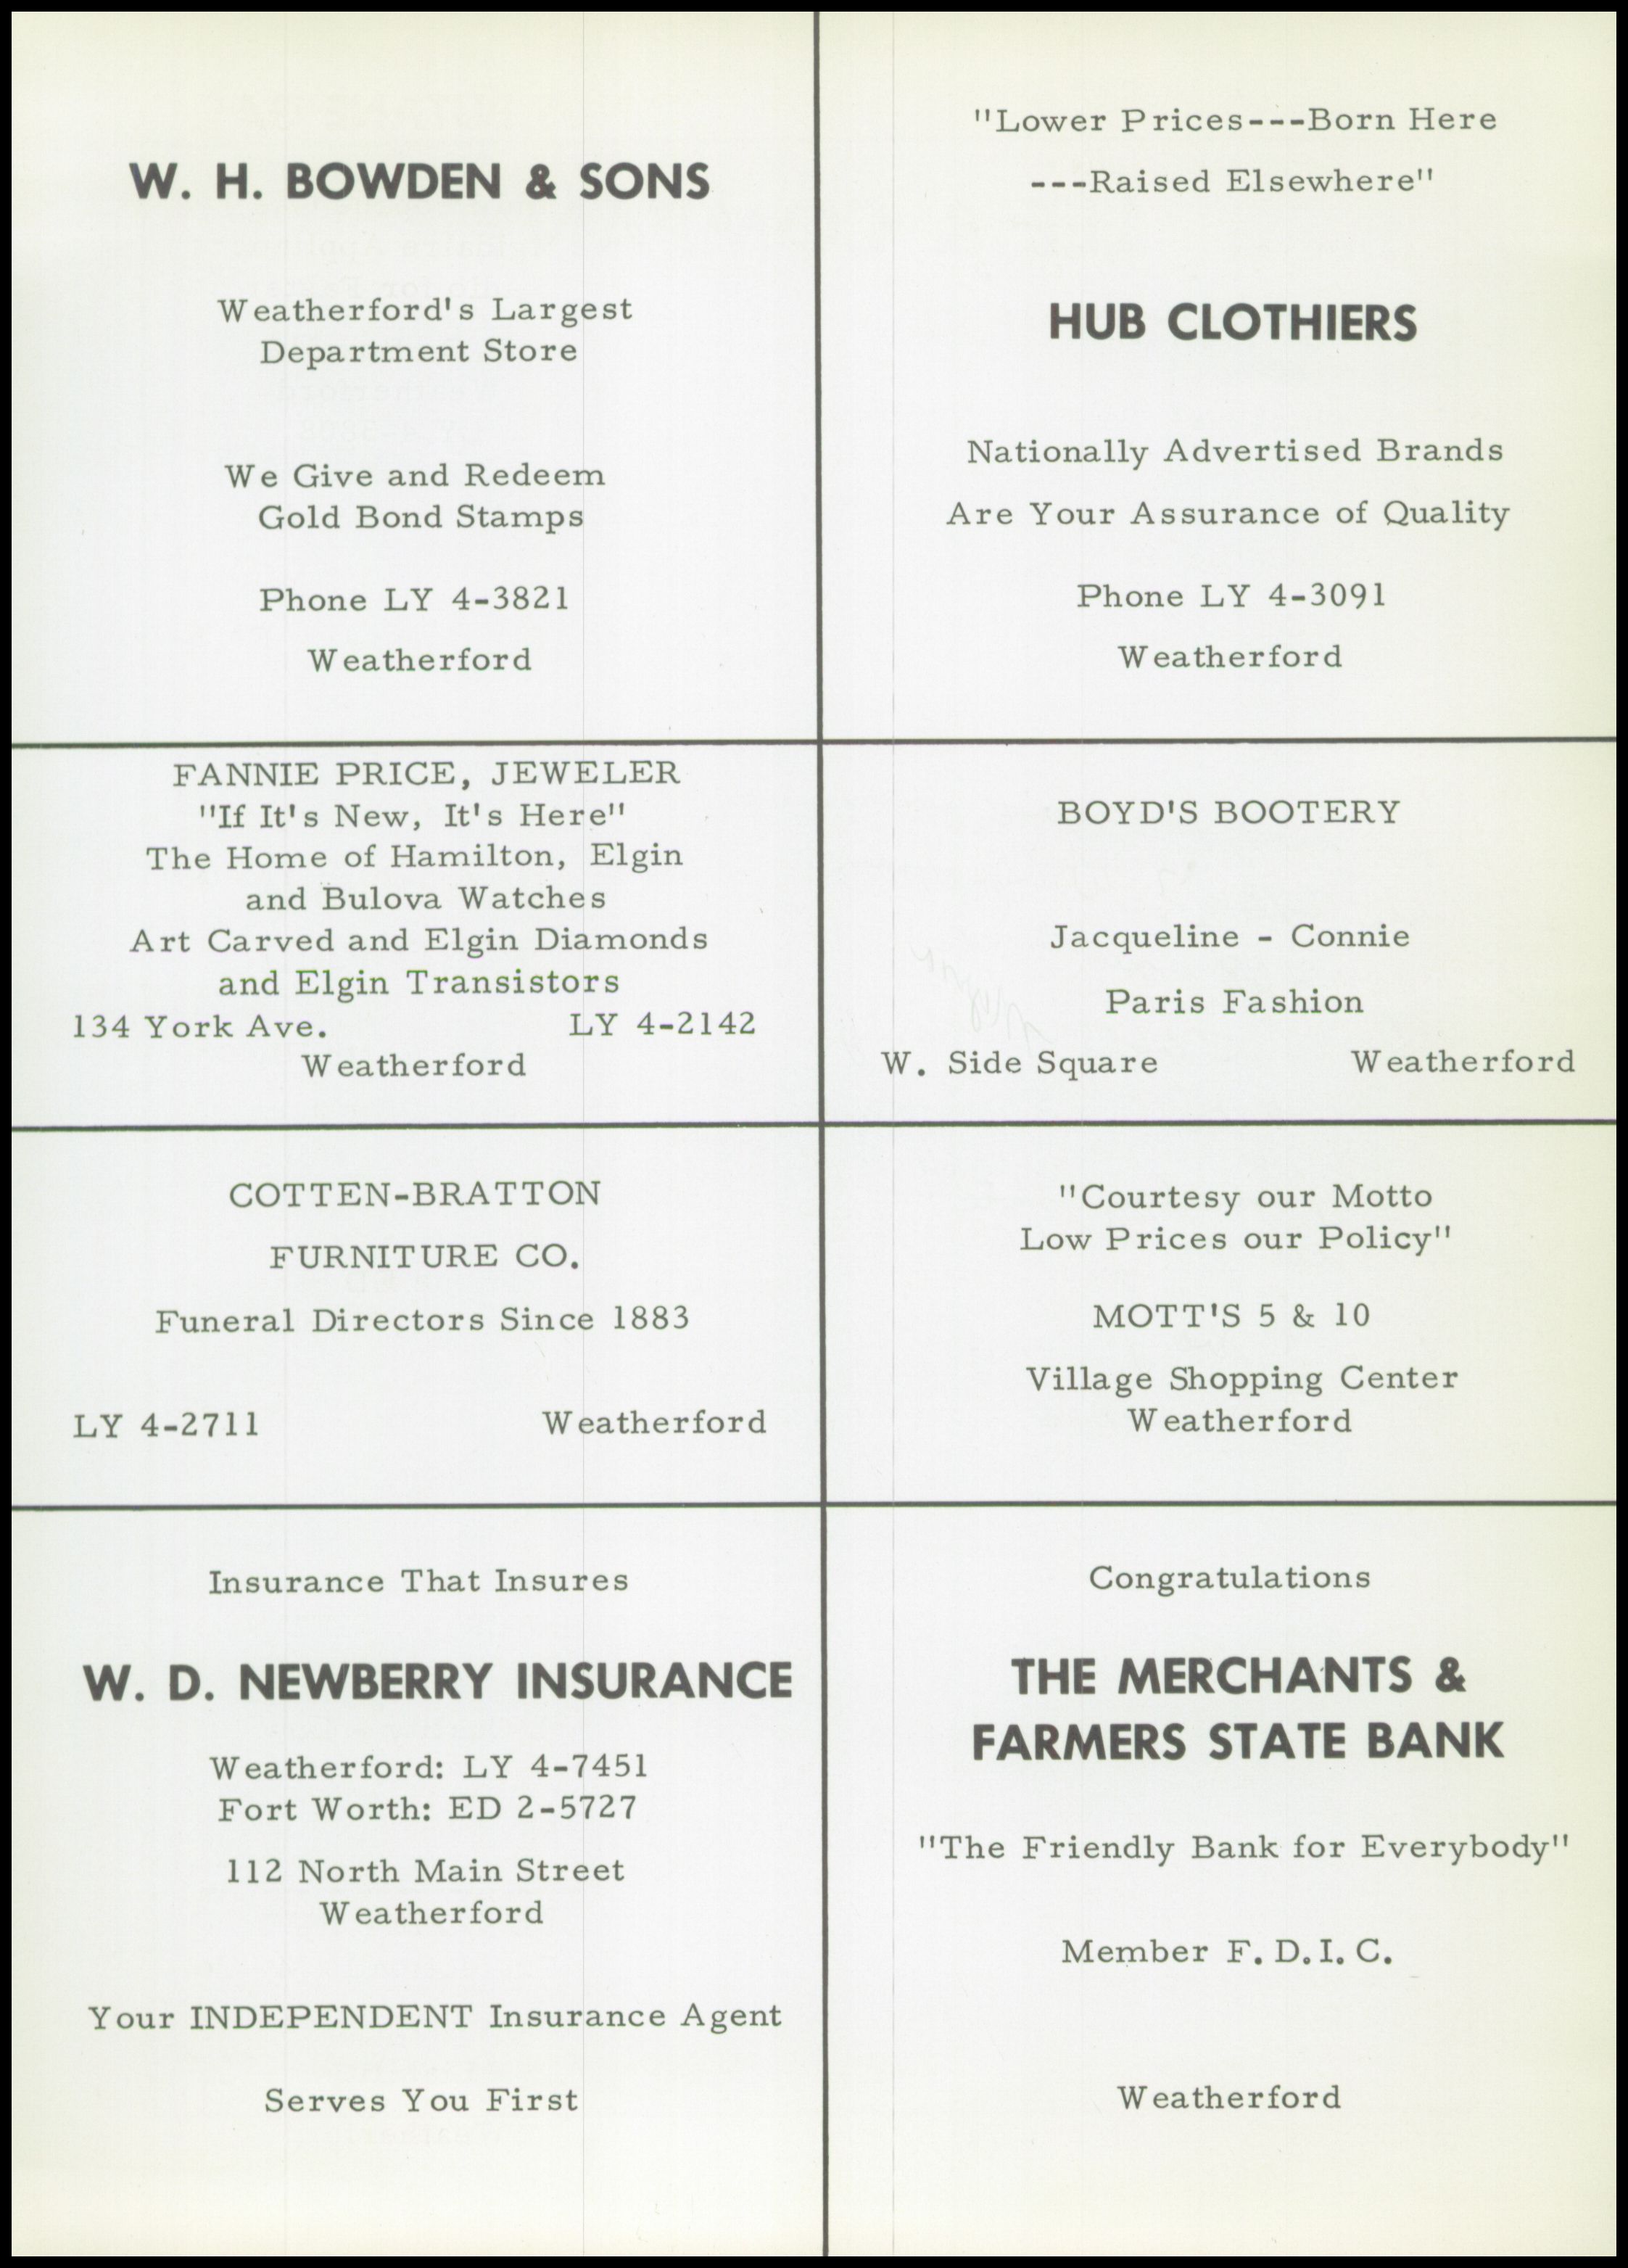 W. H. BOWDEN & SONS
Weatherford's Largest
Department Store
We Give and Redeem
Gold Bond Stamps
Phone LY 4-3821
Weatherford
"Lower Prices---Born Here
---Raised Elsewhere"
HUB CLOTHIERS
Nationally Advertised Brands
Are Your Assurance of Quality
Phone LY 4-3091
Weatherford
FANNIE PRICE, JEWELER
"If It's New, It's Here"
The Home of Hamilton, Elgin
and Bulova Watches
Art Carved and Elgin Diamonds
and Elgin Transistors
134 York Ave. LY 4-2142
Weatherford
BOYD'S BOOTERY
Jacqueline - Connie
Paris Fashion
W. Side Square Weatherford
COTTEN-BRATTON
FURNITURE CO.
Funeral Directors Since 1883
LY 4-2711 Weatherford
"Courtesy our Motto
Low Prices our Policy"
MOTT'S 5 & 10
Village Shopping Center
Weatherford
Insurance That Insures
W. D. NEWBERRY INSURANCE
Weatherford: LY 4-7451
Fort Worth: ED 2-5727
112 North Main Street
Weatherford
Your INDEPENDENT Insurance Agent
Serves You First
Congratulations
THE MERCHANTS &
FARMERS STATE BANK
"The Friendly Bank for Everybody"
Member F. D. I. C.
Weatherford